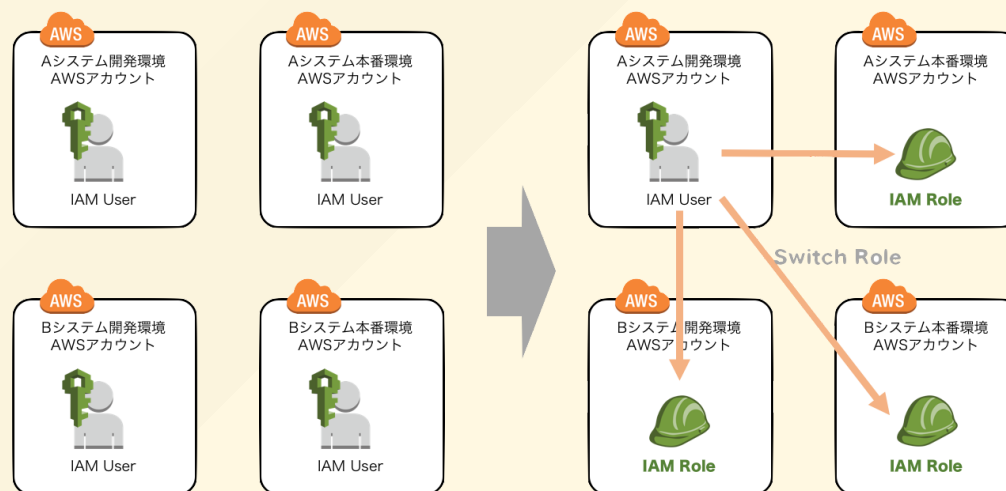 AWS
Aシステム開発環境
AWSアカウント
IAM User
AWS
Aシステム本番環境
AWSアカウント
IAM User
AWS
Bシステム開発環境
AWSアカウント
IAM User
AWS
Bシステム本番環境
AWSアカウント
IAM User
AWS
Aシステム開発環境
AWSアカウント
IAM User
AWS
Aシステム本番環境
AWSアカウント
IAM Role
Switch Role
AWS
Bシステム開発環境
AWSアカウント
IAM Role
AWS
Bシステム本番環境
AWSアカウント
IAM Role